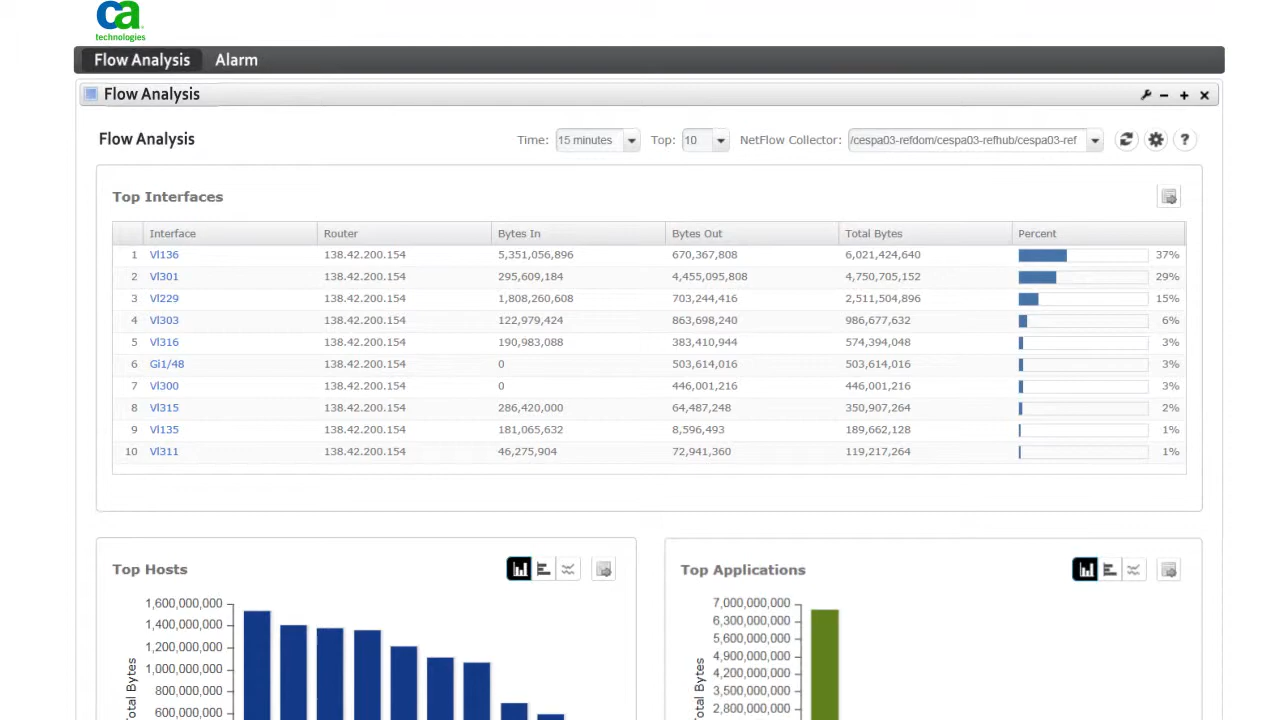 ca
technologies
Flow Analysis Alarm
Flow Analysis
Flow Analysis Time: 15 minutes Top: 10 NetFlow Collector: /cespa03-refdom/cespa03-refhub/cespa03-ref ?
Top Interfaces
Interface Router Bytes In Bytes Out Total Bytes Percent
1 Vl136 138.42.200.154 5,351,056,896 670,367,808 6,021,424,640 37%
2 Vl301 138.42.200.154 295,609,184 4,455,095,808 4,750,705,152 29%
3 Vl229 138.42.200.154 1,808,260,608 703,244,416 2,511,504,896 15%
4 Vl303 138.42.200.154 122,979,424 863,698,240 986,677,632 6%
5 Vl316 138.42.200.154 190,983,088 383,410,944 574,394,048 3%
6 Gi1/48 138.42.200.154 0 503,614,016 503,614,016 3%
7 Vl300 138.42.200.154 0 446,001,216 446,001,216 3%
8 Vl315 138.42.200.154 286,420,000 64,487,248 350,907,264 2%
9 Vl135 138.42.200.154 181,065,632 8,596,493 189,662,128 1%
10 Vl311 138.42.200.154 46,275,904 72,941,360 119,217,264 1%
Top Hosts
1,600,000,000
1,400,000,000
1,200,000,000
1,000,000,000
800,000,000
600,000,000
Total Bytes
Top Applications
7,000,000,000
6,300,000,000
5,600,000,000
4,900,000,000
4,200,000,000
3,500,000,000
2,800,000,000
Total Bytes